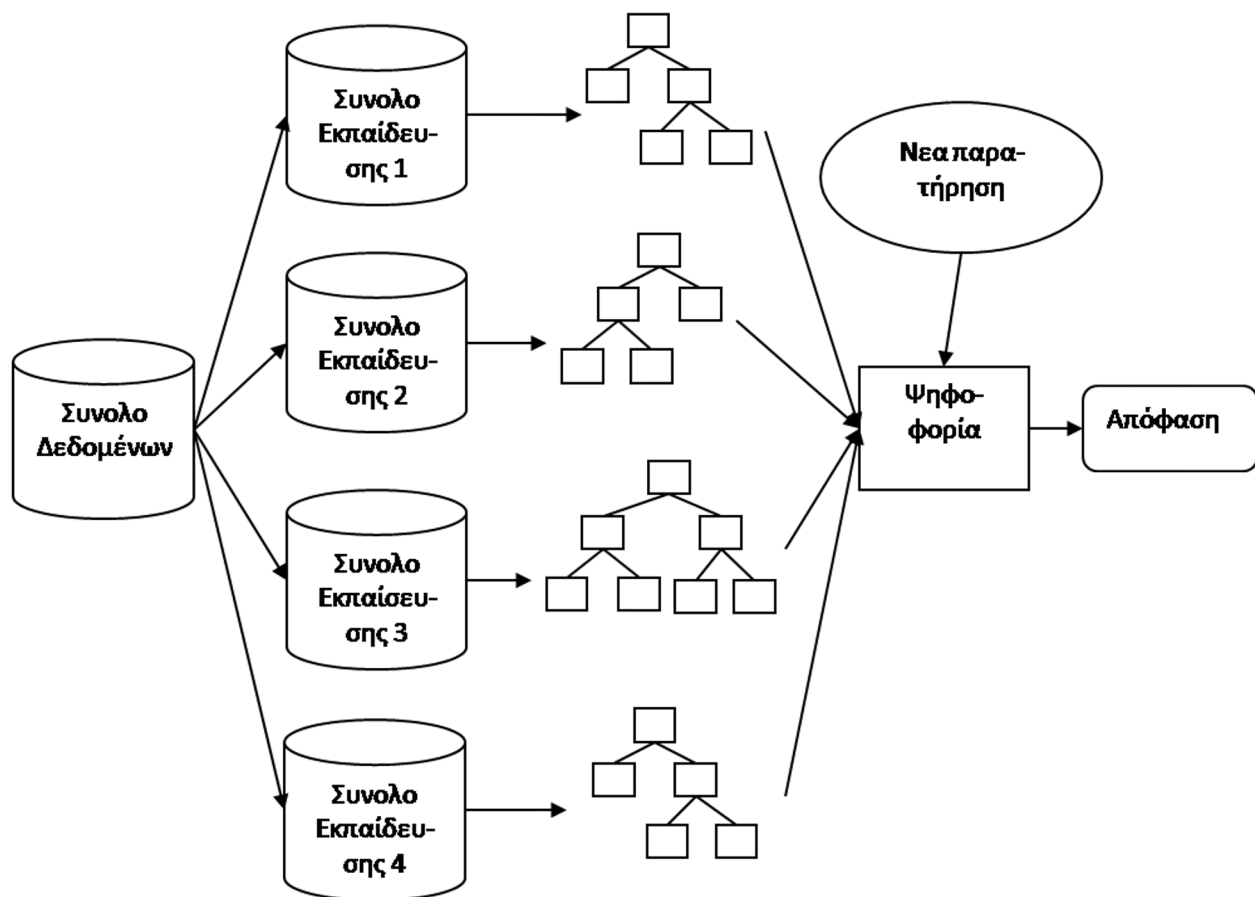 Συνολο
Εκπαίδευ-
σης 1
Νεα παρα-
τήρηση
Συνολο
Εκπαίδευ-
σης 2
Συνολο
Δεδομένων
Ψηφο-
φορία
Απόφαση
Συνολο
Εκπαίσευ-
σης 3
Συνολο
Εκπαίδευ-
σης 4